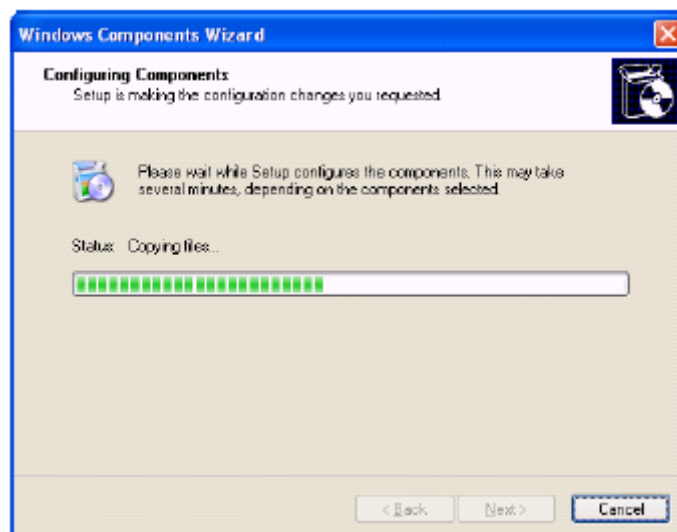 Windows Components Wizard
Configuring Components
Setup is making the configuration changes you requested.
Please wait while Setup configures the components. This may take
several minutes, depending on the components selected.
Status: Copying files...
< Back
Next >
Cancel